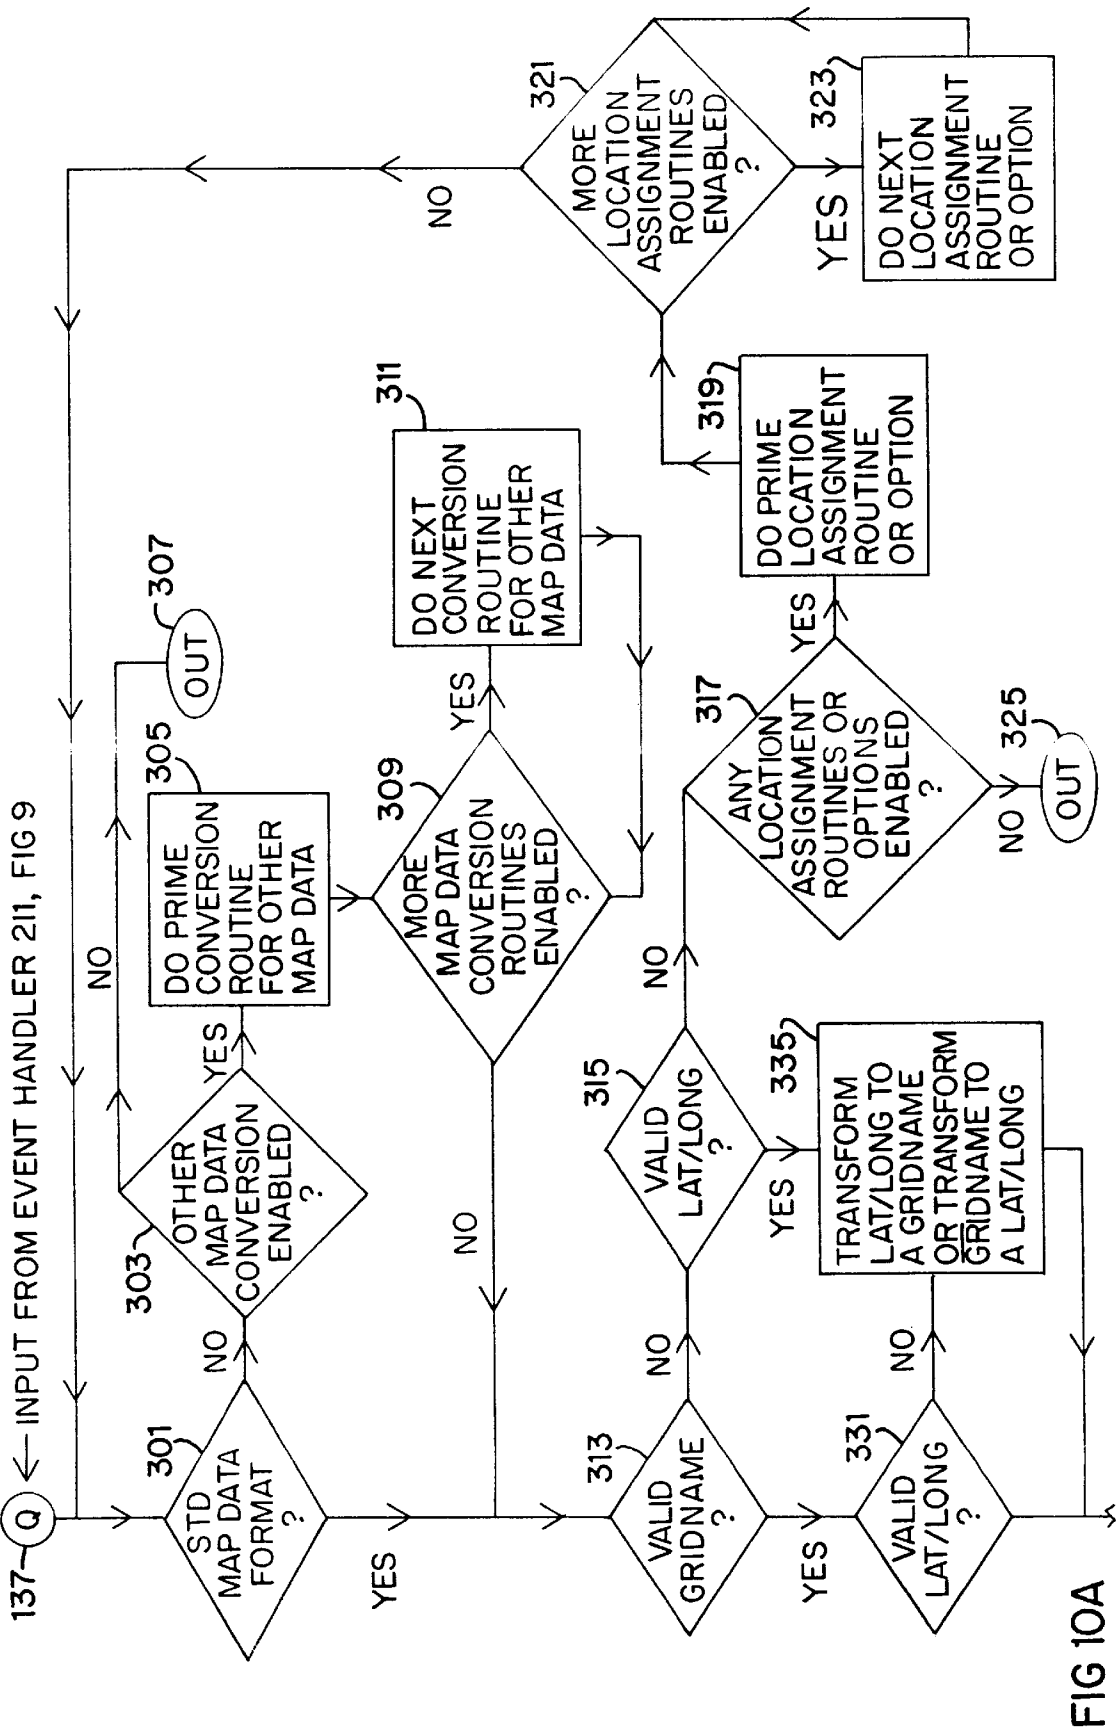 137
Q
INPUT FROM EVENT HANDLER 211, FIG 9
301
STD
MAP DATA
FORMAT
?
NO
YES
303
OTHER
MAP DATA
CONVERSION
ENABLED
?
NO
YES
307
OUT
305
DO PRIME
CONVERSION
ROUTINE
FOR OTHER
MAP DATA
309
MORE
MAP DATA
CONVERSION
ROUTINES
ENABLED
?
YES
NO
311
DO NEXT
CONVERSION
ROUTINE
FOR OTHER
MAP DATA
313
VALID
GRIDNAME
?
NO
YES
315
VALID
LAT/LONG
?
NO
YES
317
ANY
LOCATION
ASSIGNMENT
ROUTINES OR
OPTIONS
ENABLED
?
YES
NO
325
OUT
319
DO PRIME
LOCATION
ASSIGNMENT
ROUTINE
OR OPTION
321
MORE
LOCATION
ASSIGNMENT
ROUTINES
ENABLED
?
NO
YES
323
DO NEXT
LOCATION
ASSIGNMENT
ROUTINE
OR OPTION
331
VALID
LAT/LONG
?
NO
335
TRANSFORM
LAT/LONG TO
A GRIDNAME
OR TRANSFORM
GRIDNAME TO
A LAT/LONG
FIG 10A